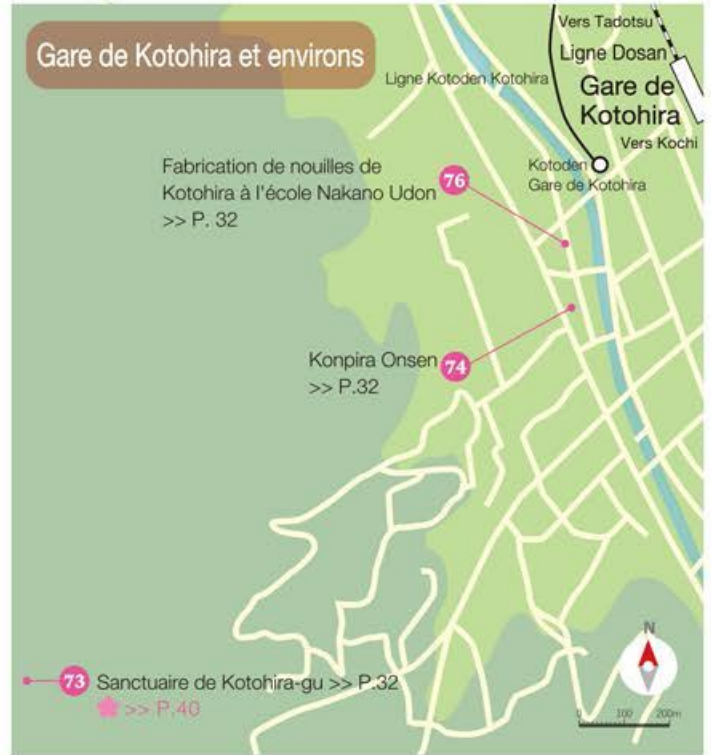 Gare de Kotohira et environs
Vers Tadotsu
Ligne Dosan
Ligne Kotoden Kotohira
Gare de
Kotohira
Vers Kochi
Kotoden
Gare de Kotohira
Fabrication de nouilles de
Kotohira à l'école Nakano Udon
>> P. 32
76
Konpira Onsen
>> P.32
74
73 Sanctuaire de Kotohira-gu >> P.32
>> P.40
N
0 100 200m